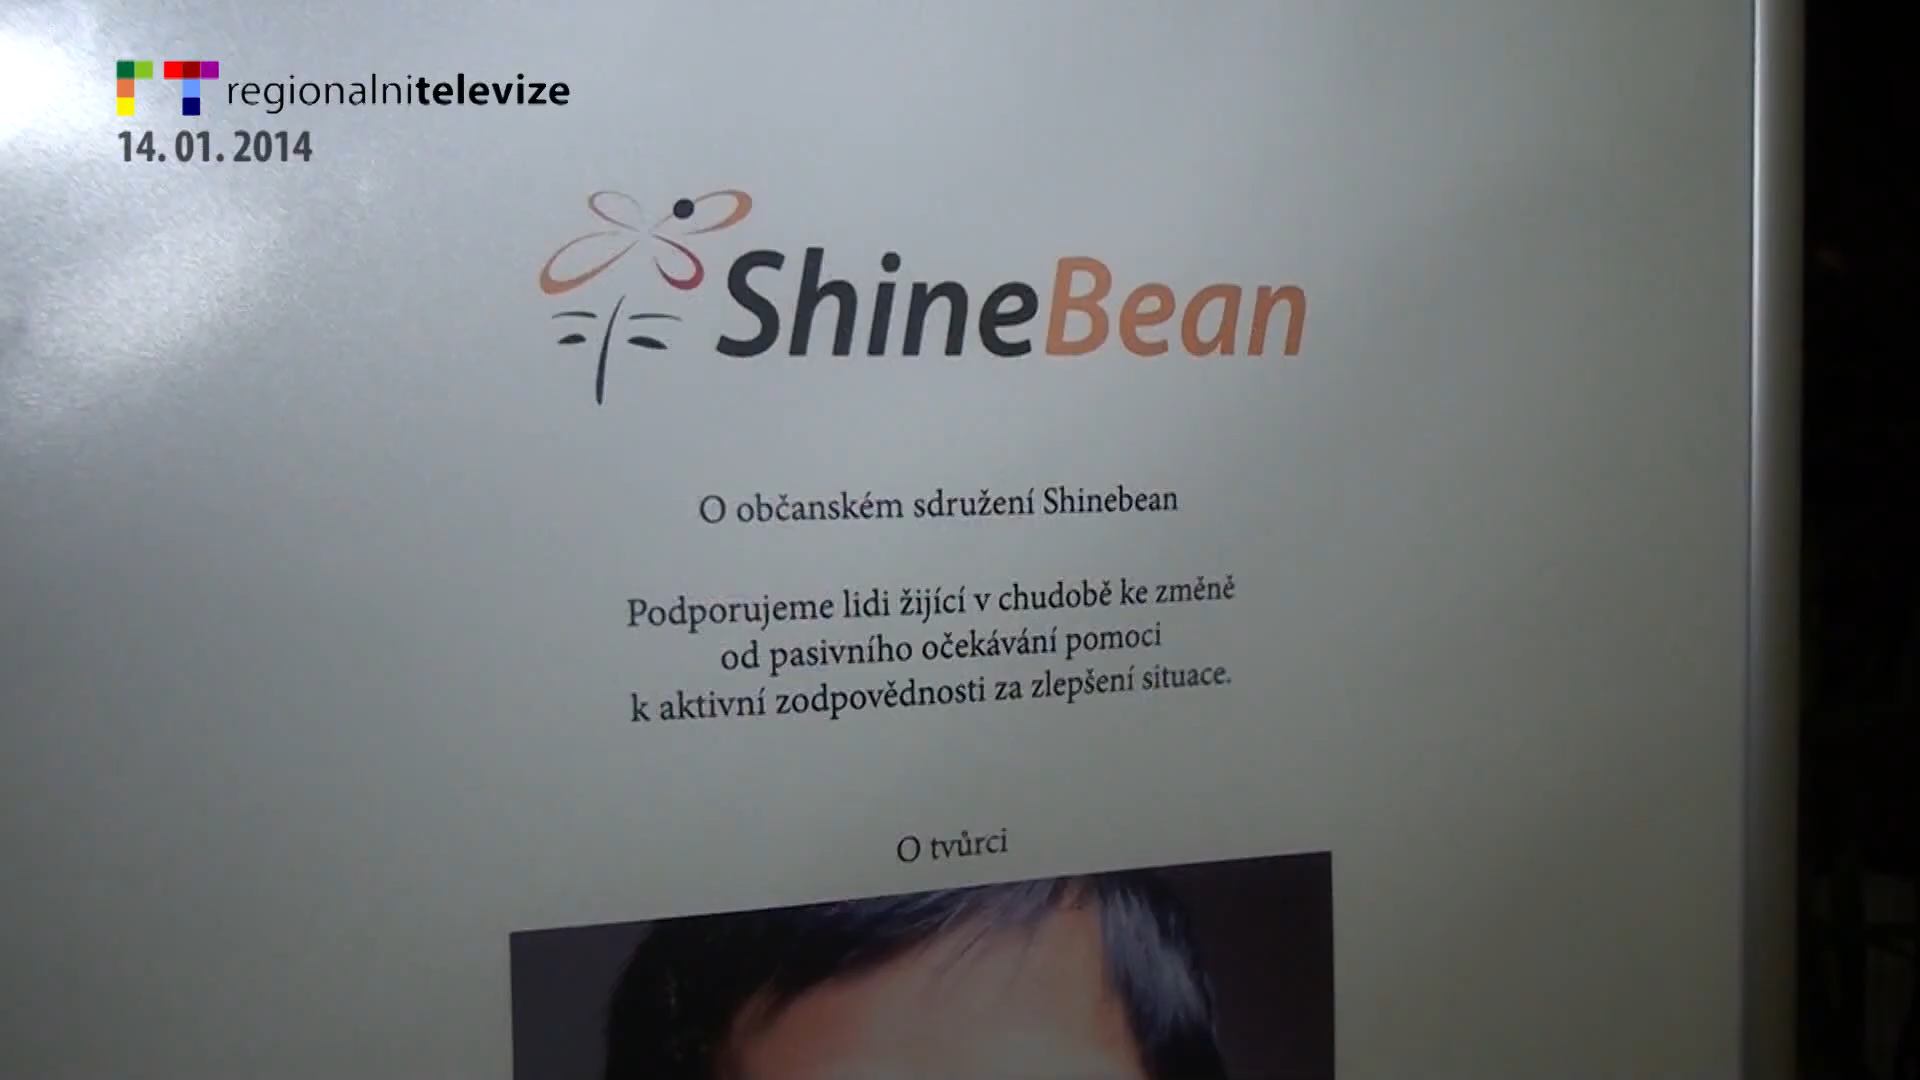 regionalnitelevize
14. 01. 2014
ShineBean
O občanském sdružení Shinebean
Podporujeme lidi žijící v chudobě ke změně
od pasivního očekávání pomoci
k aktivní zodpovědnosti za zlepšení situace.
O tvůrci